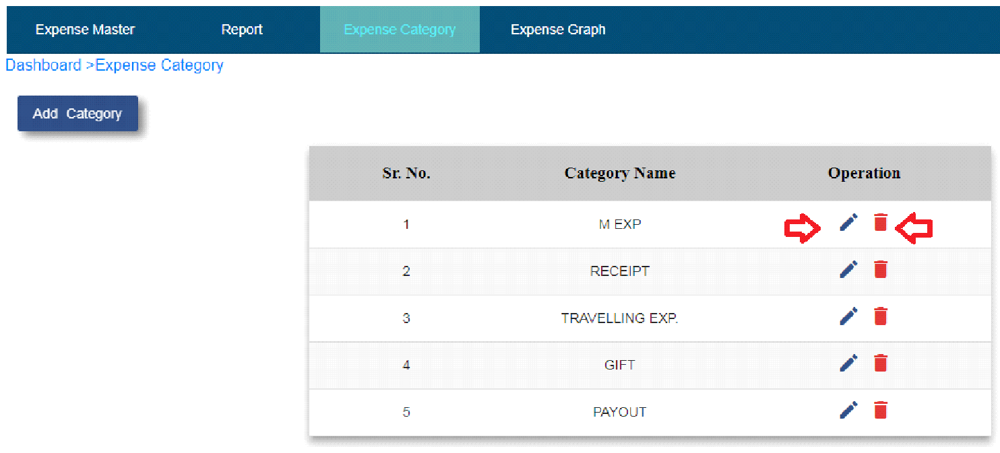 Expense Master Report Expense Category Expense Graph
Dashboard >Expense Category
Add Category
Sr. No. Category Name Operation
1 M EXP
2 RECEIPT
3 TRAVELLING EXP.
4 GIFT
5 PAYOUT